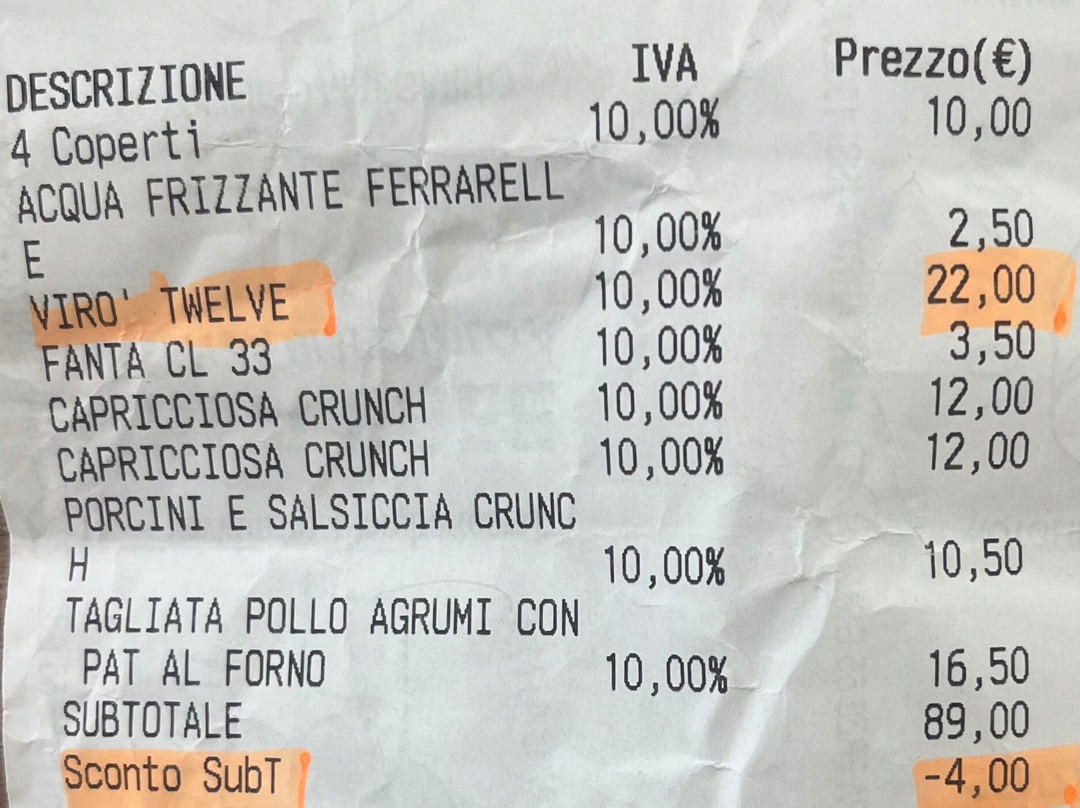 DESCRIZIONE IVA Prezzo(€)
4 Coperti 10,00% 10,00
ACQUA FRIZZANTE FERRARELL
E 10,00% 2,50
VIRO' TWELVE 10,00% 22,00
FANTA CL 33 10,00% 3,50
CAPRICCIOSA CRUNCH 10,00% 12,00
CAPRICCIOSA CRUNCH 10,00% 12,00
PORCINI E SALSICCIA CRUNC
H 10,00% 10,50
TAGLIATA POLLO AGRUMI CON
PAT AL FORNO 10,00% 16,50
SUBTOTALE 89,00
Sconto SubT -4,00